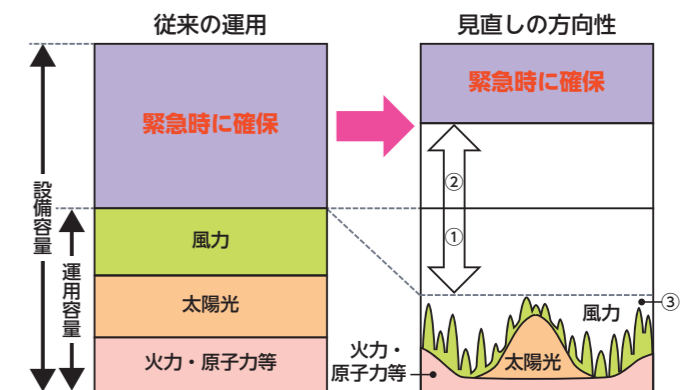 従来の運用
見直しの方向性
緊急時に確保
緊急時に確保
設備容量
運用容量
風力
太陽光
火力・原子力等
②
①
③
風力
太陽光
火力・
原子力等